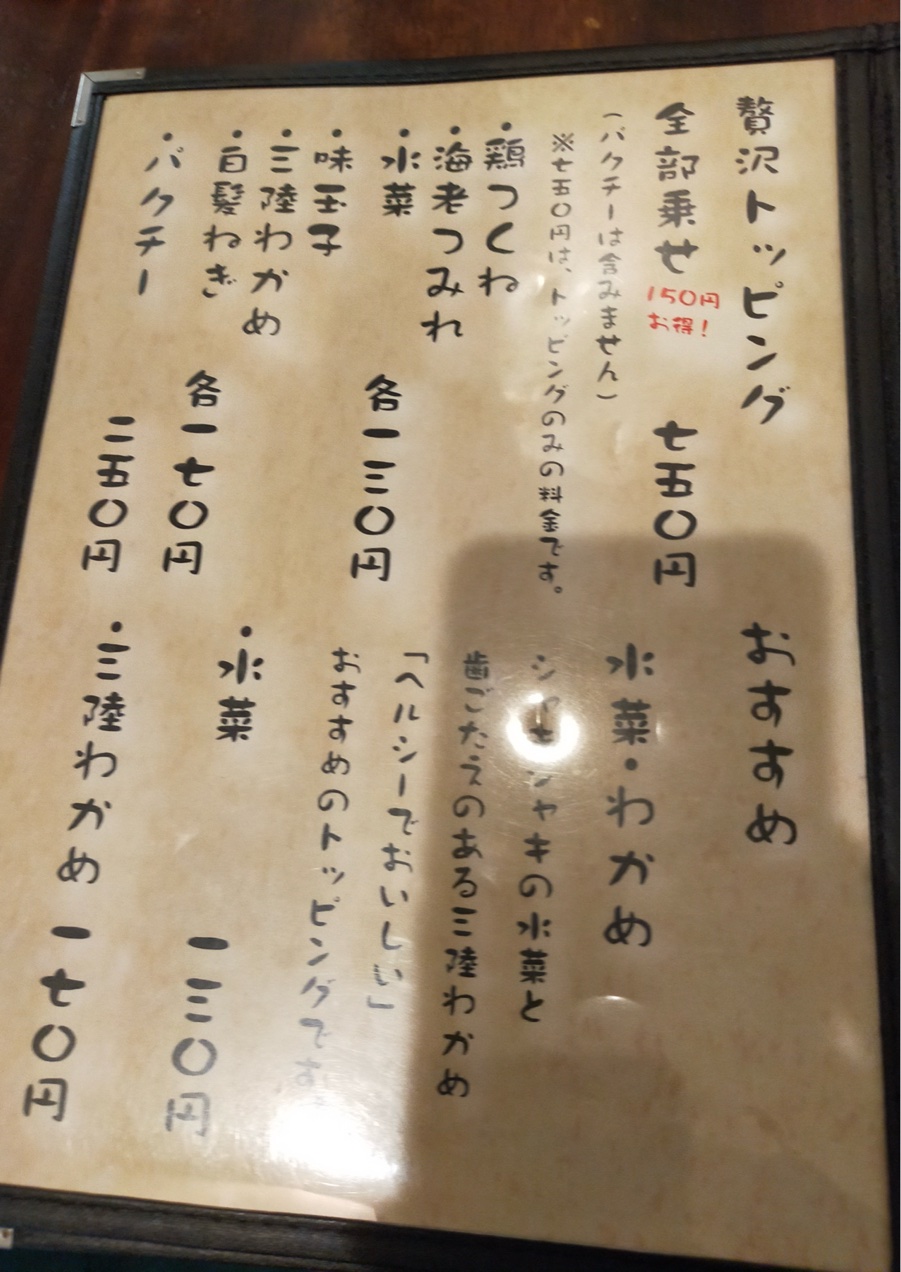 贅沢トッピング
全部乗せ
150円
お得!
七五〇円
(パクチーは含みません)
※七五〇円は、トッピングのみの料金です。
・鶏つくね
・海老つみれ
・水菜
各一三〇円
・味玉子
・三陸わかめ
・白髪ねぎ
各一七〇円
・パクチー
二五〇円
おすすめ
水菜・わかめ
シャキシャキの水菜と
歯ごたえのある三陸わかめ
「ヘルシーでおいしい」
おすすめのトッピングです。
・水菜
一三〇円
・三陸わかめ 一七〇円